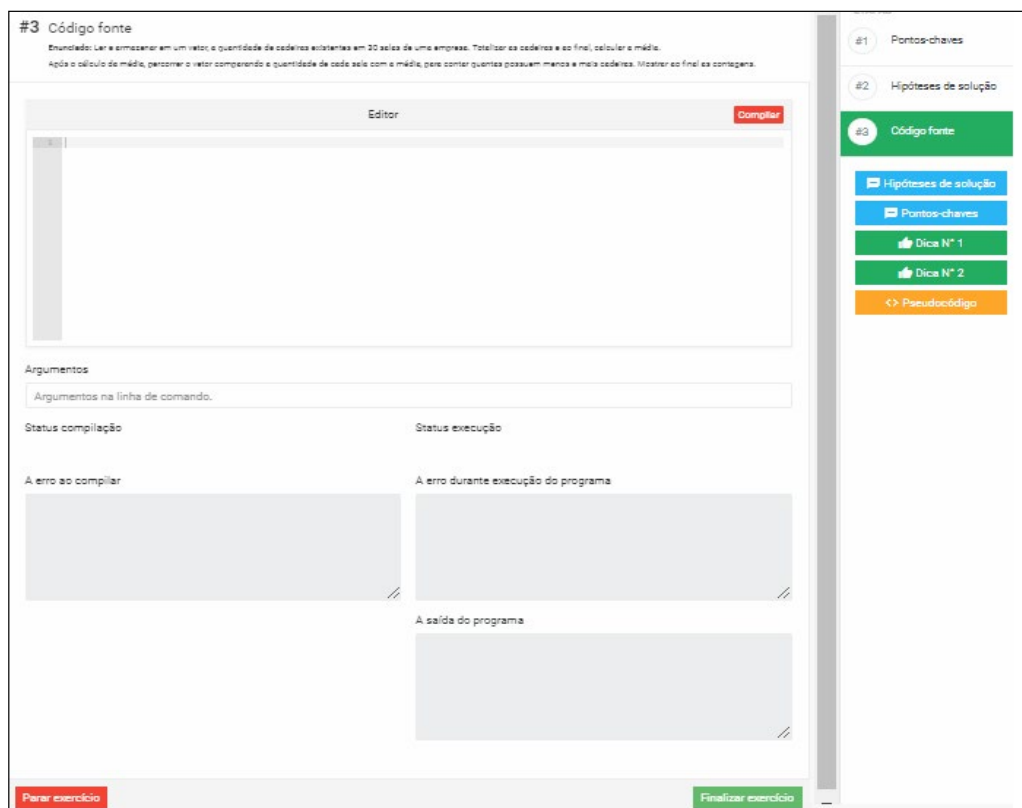 #3 Código fonte
Enunciado: Ler e armazenar em um vetor, a quantidade de cadeiras existentes em 20 salas de uma empresa. Totalizar as cadeiras e ao final, calcular a média.
Após o cálculo da média, percorrer o vetor comparando a quantidade de cada sala com a média, para contar quantas possuem menos e mais cadeiras. Mostrar ao final as contagens.
Editor
Compilar
1
Argumentos
Argumentos na linha de comando.
Status compilação
Status execução
A erro ao compilar
A erro durante execução do programa
A saída do programa
Parar exercício
Finalizar exercício
#1 Pontos-chaves
#2 Hipóteses de solução
#3 Código fonte
Hipóteses de solução
Pontos-chaves
Dica N° 1
Dica N° 2
<> Pseudocódigo